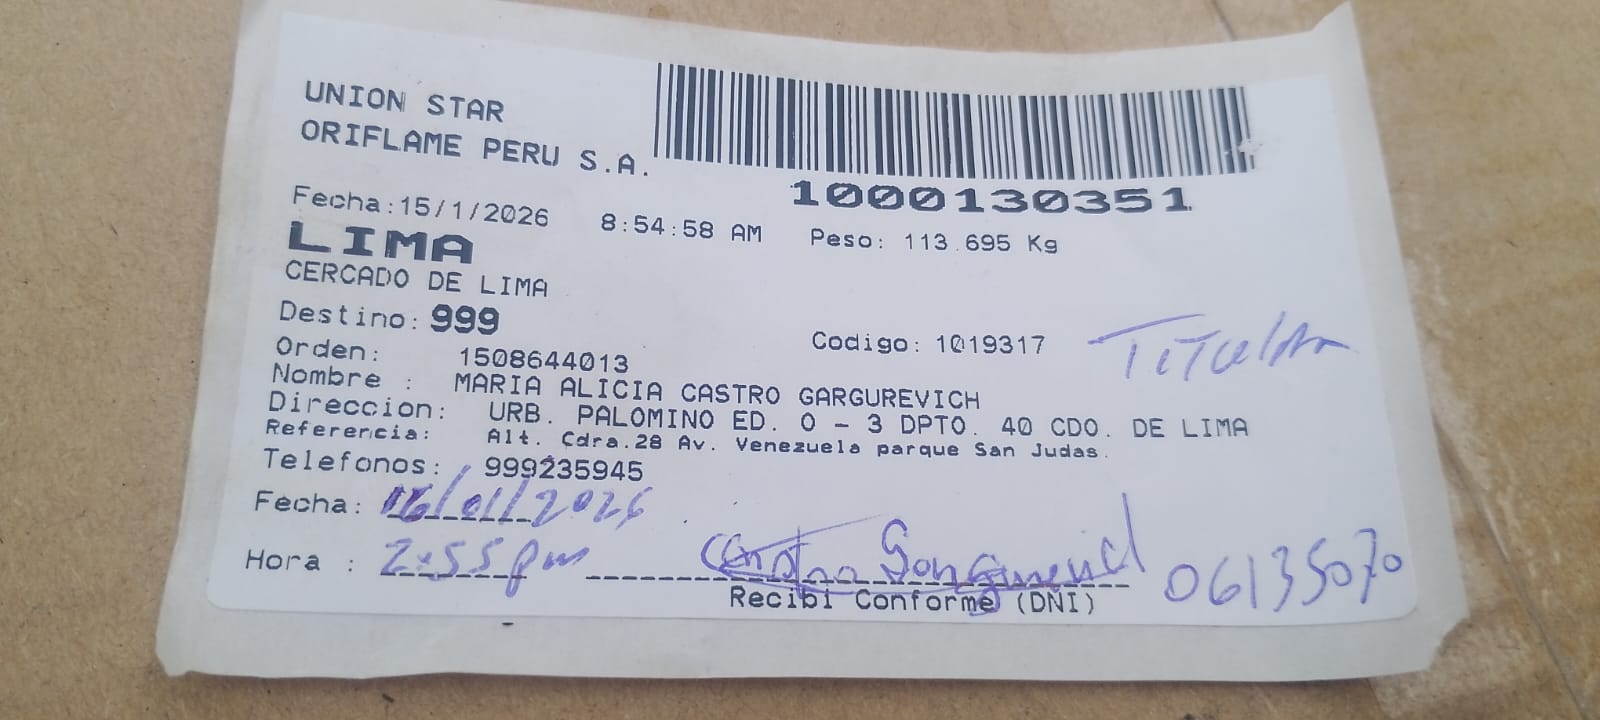 UNION STAR
ORIFLAME PERU S.A.
1000130351
Fecha:15/1/2026 8:54:58 AM Peso: 113.695 Kg
LIMA
CERCADO DE LIMA
Destino: 999
Codigo: 1019317 Titular
Orden: 1508644013
Nombre : MARIA ALICIA CASTRO GARGUREVICH
Direccion: URB. PALOMINO ED. O - 3 DPTO. 40 CDO. DE LIMA
Referencia: Alt. Cdra.28 Av. Venezuela parque San Judas.
Telefonos: 999235945
Fecha: 16/01/2026
Hora : 2:55pm Castro Gargurevich 06135070
Recibi Conforme (DNI)